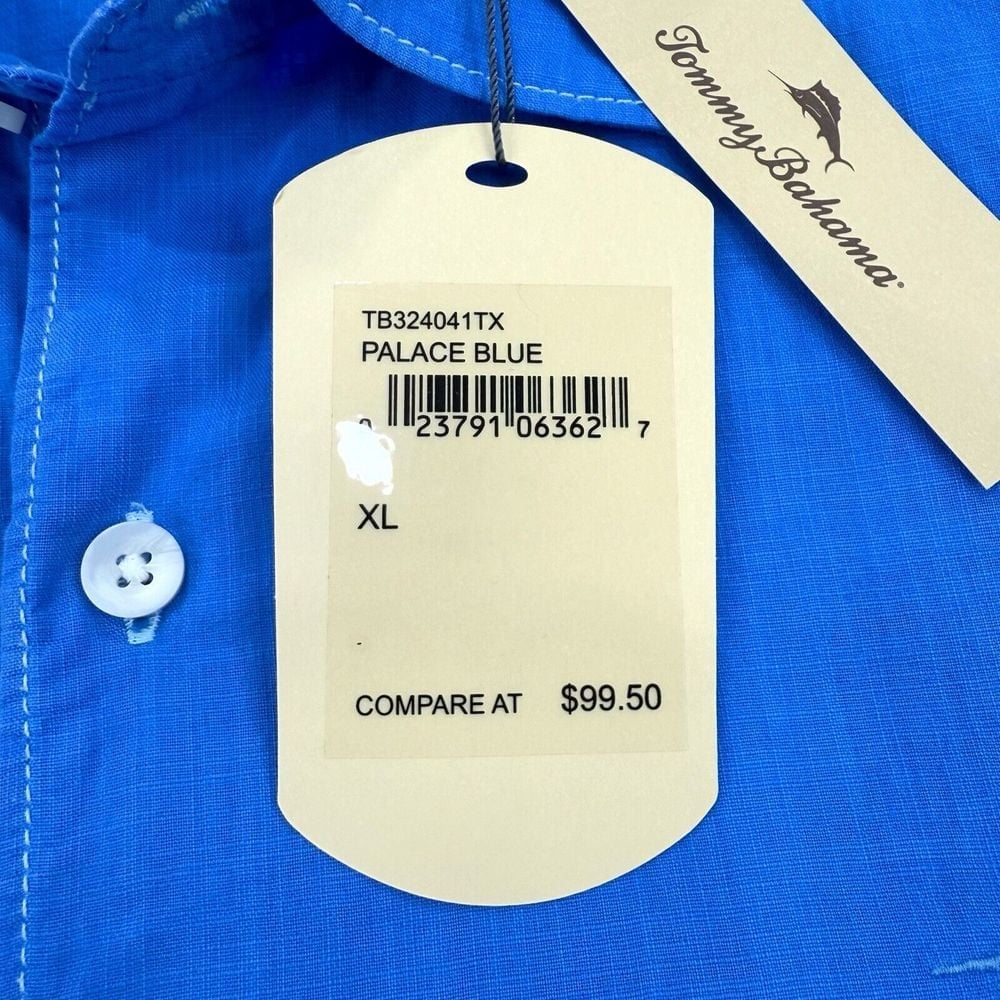 Tommy Bahama®
TB324041TX
PALACE BLUE
23791 06362 7
XL
COMPARE AT $99.50